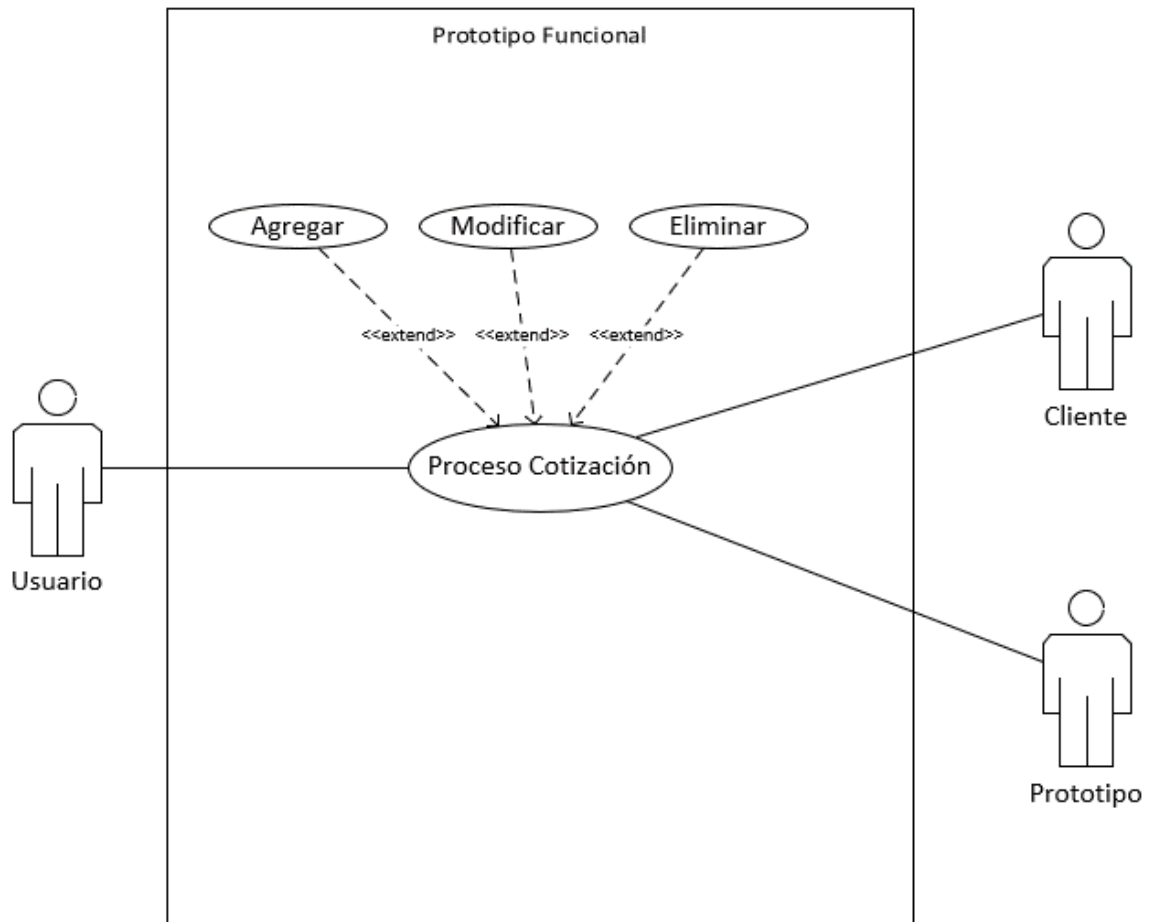 Prototipo Funcional
Agregar
Modificar
Eliminar
<<extend>>
<<extend>>
<<extend>>
Cliente
Proceso Cotización
Usuario
Prototipo